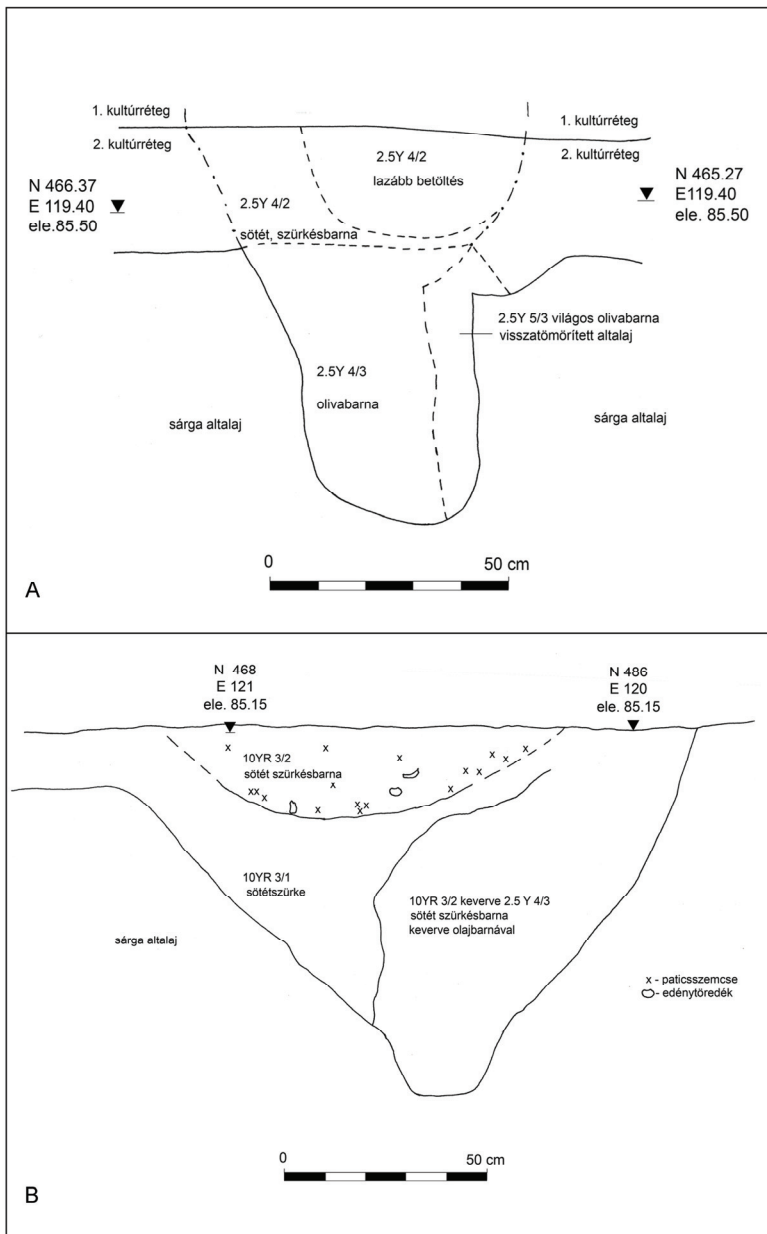 1. kultúrréteg
1. kultúrréteg
2. kultúrréteg
2. kultúrréteg
2.5Y 4/2
lazább betöltés
N 466.37
E 119.40
ele.85.50
N 465.27
E119.40
ele. 85.50
2.5Y 4/2
sötét, szürkésbarna
2.5Y 5/3 világos olivabarna
visszatömörített altalaj
2.5Y 4/3
olivabarna
sárga altalaj
sárga altalaj
0
50 cm
A
N 468
E 121
ele. 85.15
N 486
E 120
ele. 85.15
x
x
x
x
x
x
x
x
10YR 3/2
sötét szürkésbarna
x
x
xx
x
x
x
x
x
10YR 3/1
sötétszürke
10YR 3/2 keverve 2.5 Y 4/3
sötét szürkésbarna
keverve olajbarnával
sárga altalaj
x - paticsszemcse
- edénytöredék
0
50 cm
B